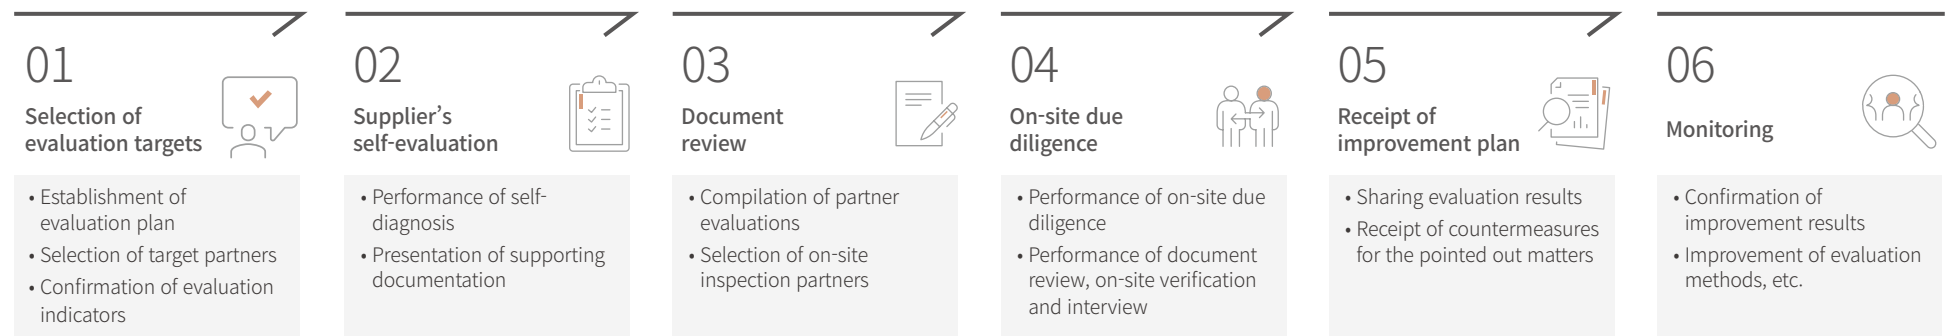 01
Selection of
evaluation targets
• Establishment of
evaluation plan
• Selection of target partners
• Confirmation of evaluation
indicators
02
Supplier’s
self-evaluation
• Performance of self-
diagnosis
• Presentation of supporting
documentation
03
Document
review
• Compilation of partner
evaluations
• Selection of on-site
inspection partners
04
On-site due
diligence
• Performance of on-site due
diligence
• Performance of document
review, on-site verification
and interview
05
Receipt of
improvement plan
• Sharing evaluation results
• Receipt of countermeasures
for the pointed out matters
06
Monitoring
• Confirmation of
improvement results
• Improvement of evaluation
methods, etc.